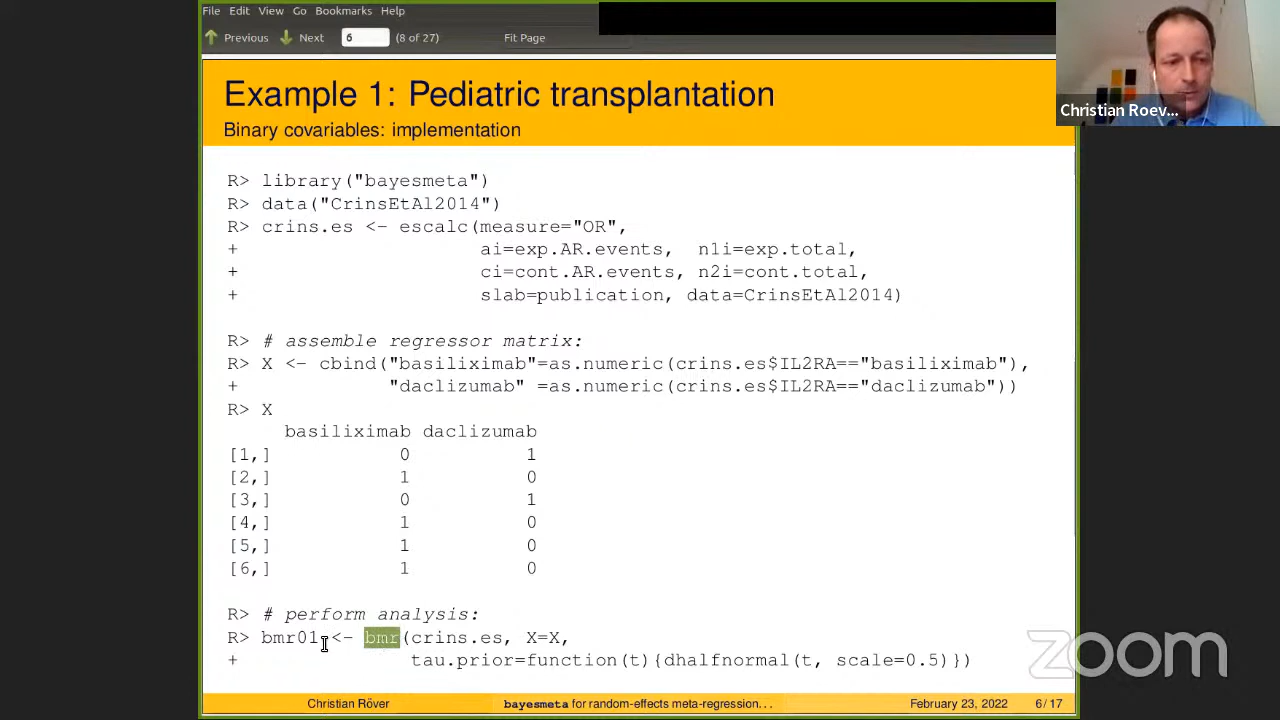 File Edit View Go Bookmarks Help
Previous Next 6 (8 of 27) Fit Page
Example 1: Pediatric transplantation
Binary covariables: implementation
Christian Roev...
R> library("bayesmeta")
R> data("CrinsEtAl2014")
R> crins.es <- escalc(measure="OR",
+ ai=exp.AR.events, n1i=exp.total,
+ ci=cont.AR.events, n2i=cont.total,
+ slab=publication, data=CrinsEtAl2014)
R> # assemble regressor matrix:
R> X <- cbind("basiliximab"=as.numeric(crins.es$IL2RA=="basiliximab"),
+ "daclizumab" =as.numeric(crins.es$IL2RA=="daclizumab"))
R> X
basiliximab daclizumab
[1,] 0 1
[2,] 1 0
[3,] 0 1
[4,] 1 0
[5,] 1 0
[6,] 1 0
R> # perform analysis:
R> bmr01 <- bmr(crins.es, X=X,
+ tau.prior=function(t){dhalfnormal(t, scale=0.5)})
zoom
Christian Röver bayesmeta for random-effects meta-regression... February 23, 2022 6 / 17